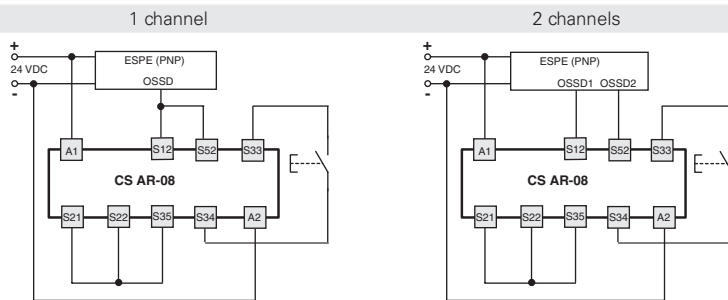 1 channel
2 channels
+
24 VDC
-
ESPE (PNP)
OSSD
A1
S12
S52
S33
CS AR-08
S21
S22
S35
S34
A2
+
24 VDC
-
ESPE (PNP)
OSSD1 OSSD2
A1
S12
S52
S33
CS AR-08
S21
S22
S35
S34
A2